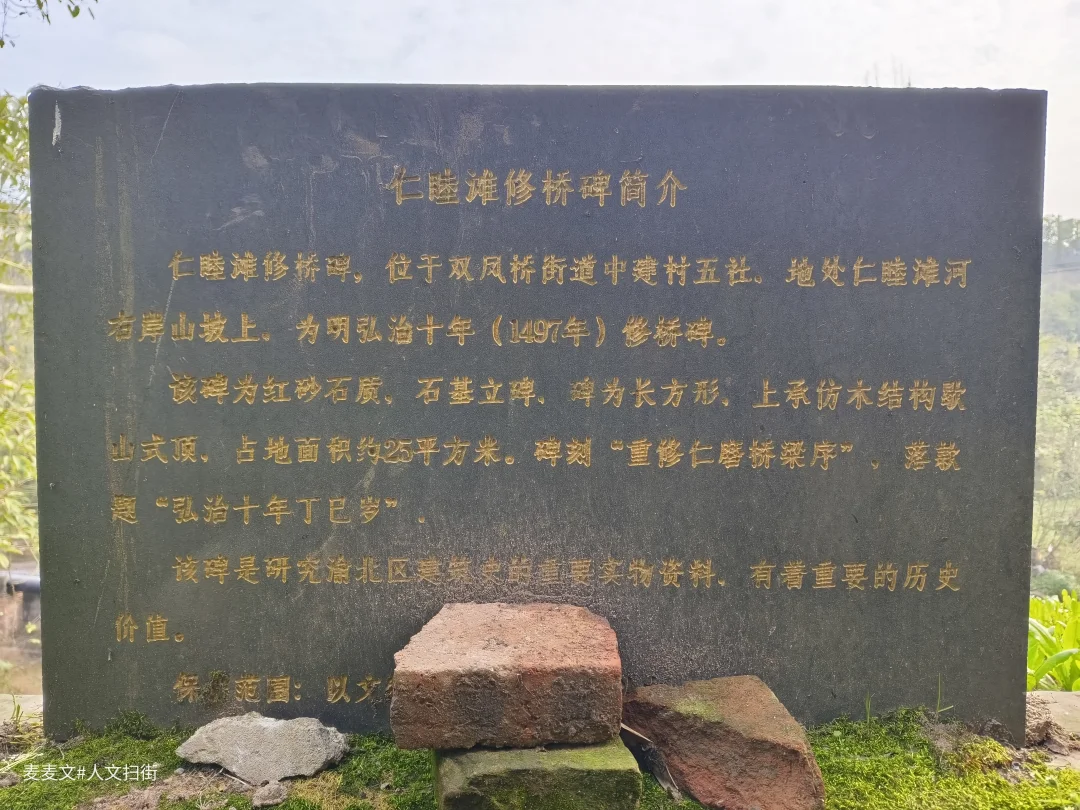 仁睦滩修桥碑简介
仁睦滩修桥碑，位于双凤桥街道中建村五社。地处仁睦滩河
右岸山坡上。为明弘治十年（1497年）修桥碑。
该碑为红砂石质，石基立碑，碑为长方形，上承仿木结构歇
山式顶，占地面积约25平方米。碑刻“重修仁磨桥梁序”，落款
题“弘治十年丁巳岁”。
该碑是研究渝北区建筑史的重要实物资料，有着重要的历史
价值。
保护范围：以文
麦麦文#人文扫街